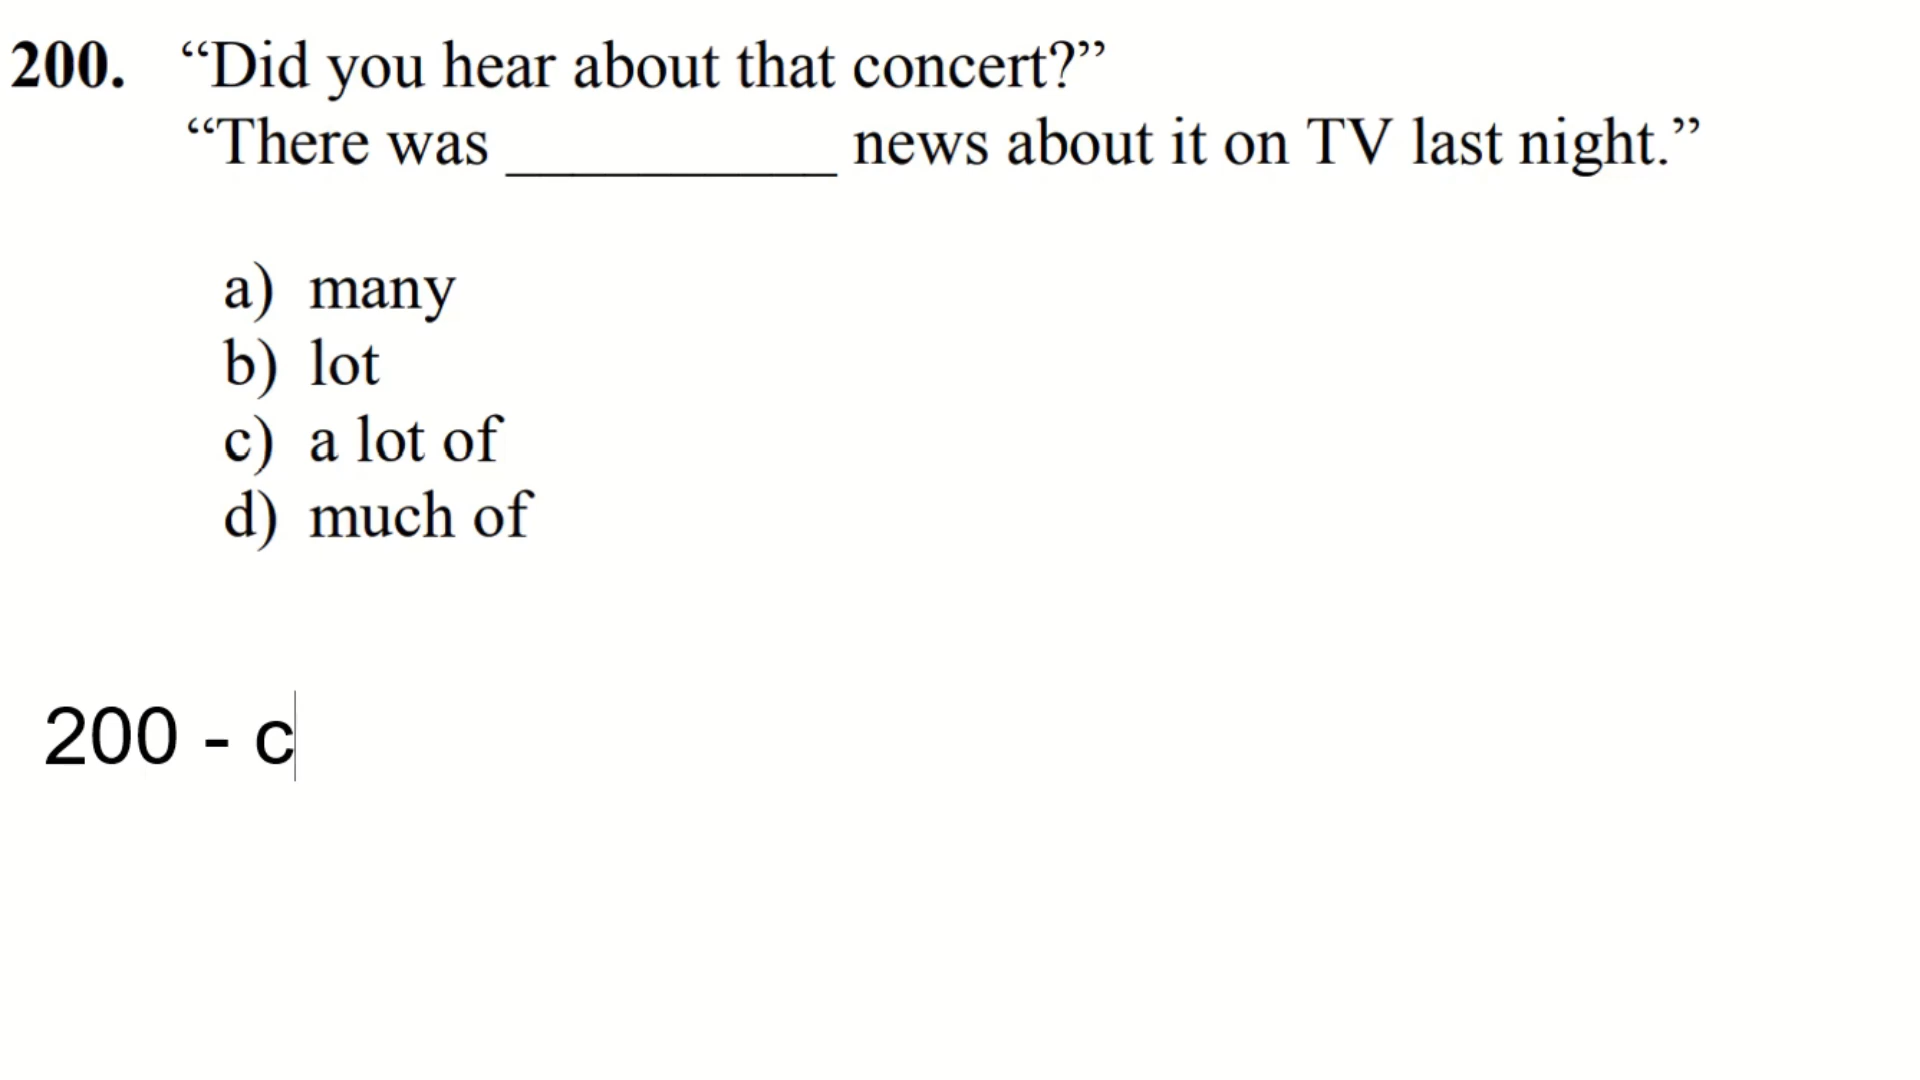 200. “Did you hear about that concert?”
“There was __________ news about it on TV last night.”
a) many
b) lot
c) a lot of
d) much of
200 - c